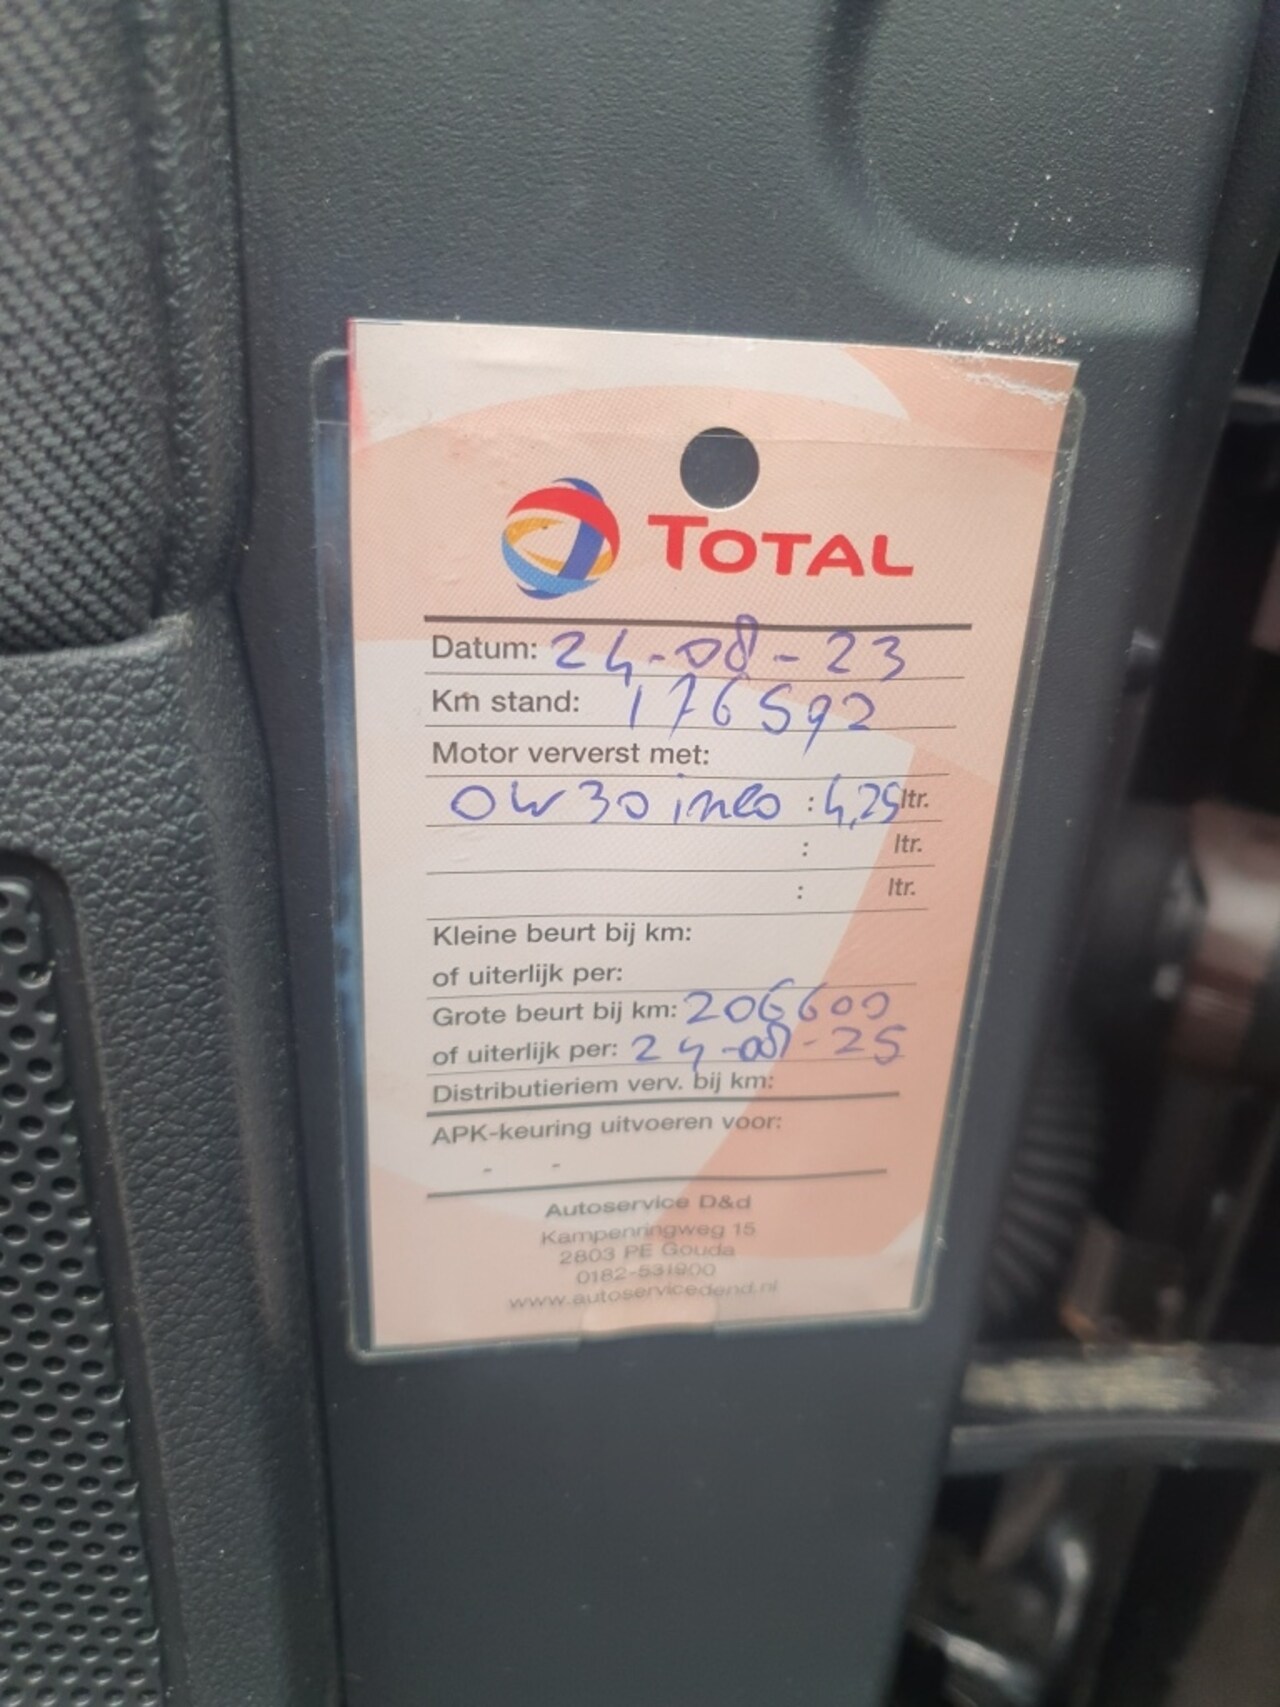 TOTAL
Datum: 24-08-23
Km stand: 176592
Motor ververst met:
0W30 ineo : 4,25 ltr.
: ltr.
: ltr.
Kleine beurt bij km:
of uiterlijk per:
Grote beurt bij km: 206600
of uiterlijk per: 24-08-25
Distributieriem verv. bij km:
APK-keuring uitvoeren voor:
- -
Autoservice D&d
Kampenringweg 15
2803 PE Gouda
0182-531900
www.autoservicedend.nl